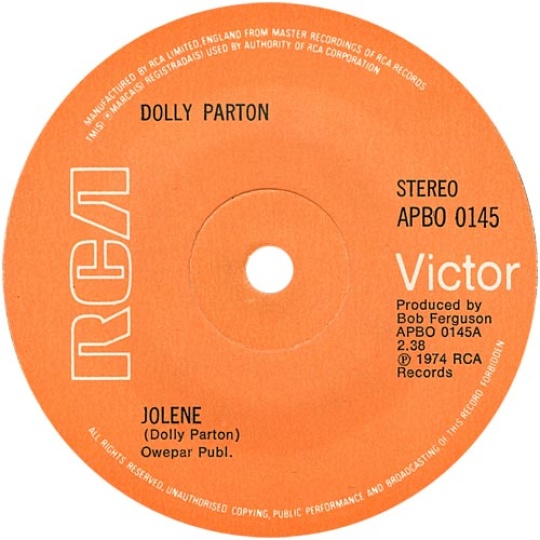 MANUFACTURED BY RCA LIMITED, ENGLAND FROM MASTER RECORDINGS OF RCA RECORDS
TM(S) ® MARCA(S) REGISTRADA(S) USED BY AUTHORITY OF RCA CORPORATION
DOLLY PARTON
RCA
STEREO
APBO 0145
Victor
Produced by
Bob Ferguson
APBO 0145A
2.38
℗ 1974 RCA
Records
JOLENE
(Dolly Parton)
Owepar Publ.
ALL RIGHTS RESERVED. UNAUTHORISED COPYING, PUBLIC PERFORMANCE AND BROADCASTING OF THIS RECORD FORBIDDEN